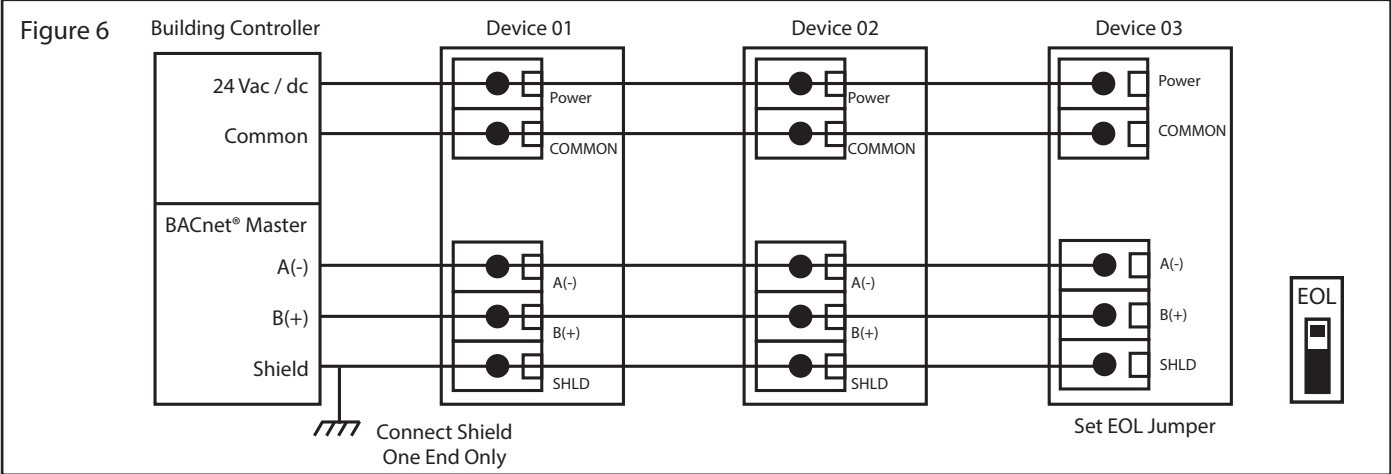 Figure 6
Building Controller
Device 01
Device 02
Device 03
24 Vac / dc
Common
Power
COMMON
Power
COMMON
Power
COMMON
BACnet® Master
A(-)
B(+)
Shield
A(-)
B(+)
SHLD
A(-)
B(+)
SHLD
A(-)
B(+)
SHLD
EOL
Connect Shield
One End Only
Set EOL Jumper